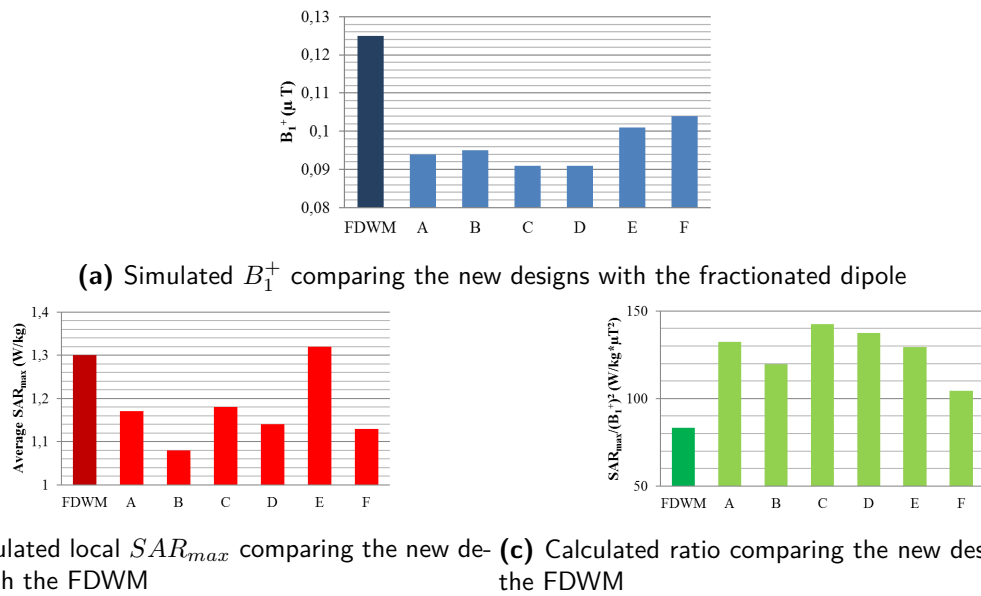 0,13
0,12
0,11
0,1
0,09
0,08
B₁⁺ (µ T)
FDWM A B C D E F
(a) Simulated B₁⁺ comparing the new designs with the fractionated dipole
1,4
1,3
1,2
1,1
1
Average SARmax (W/kg)
FDWM A B C D E F
150
100
50
SARmax/(B₁⁺)² (W/kg*µT²)
FDWM A B C D E F
ulated local SARmax comparing the new de-
h the FDWM
(c) Calculated ratio comparing the new des
the FDWM